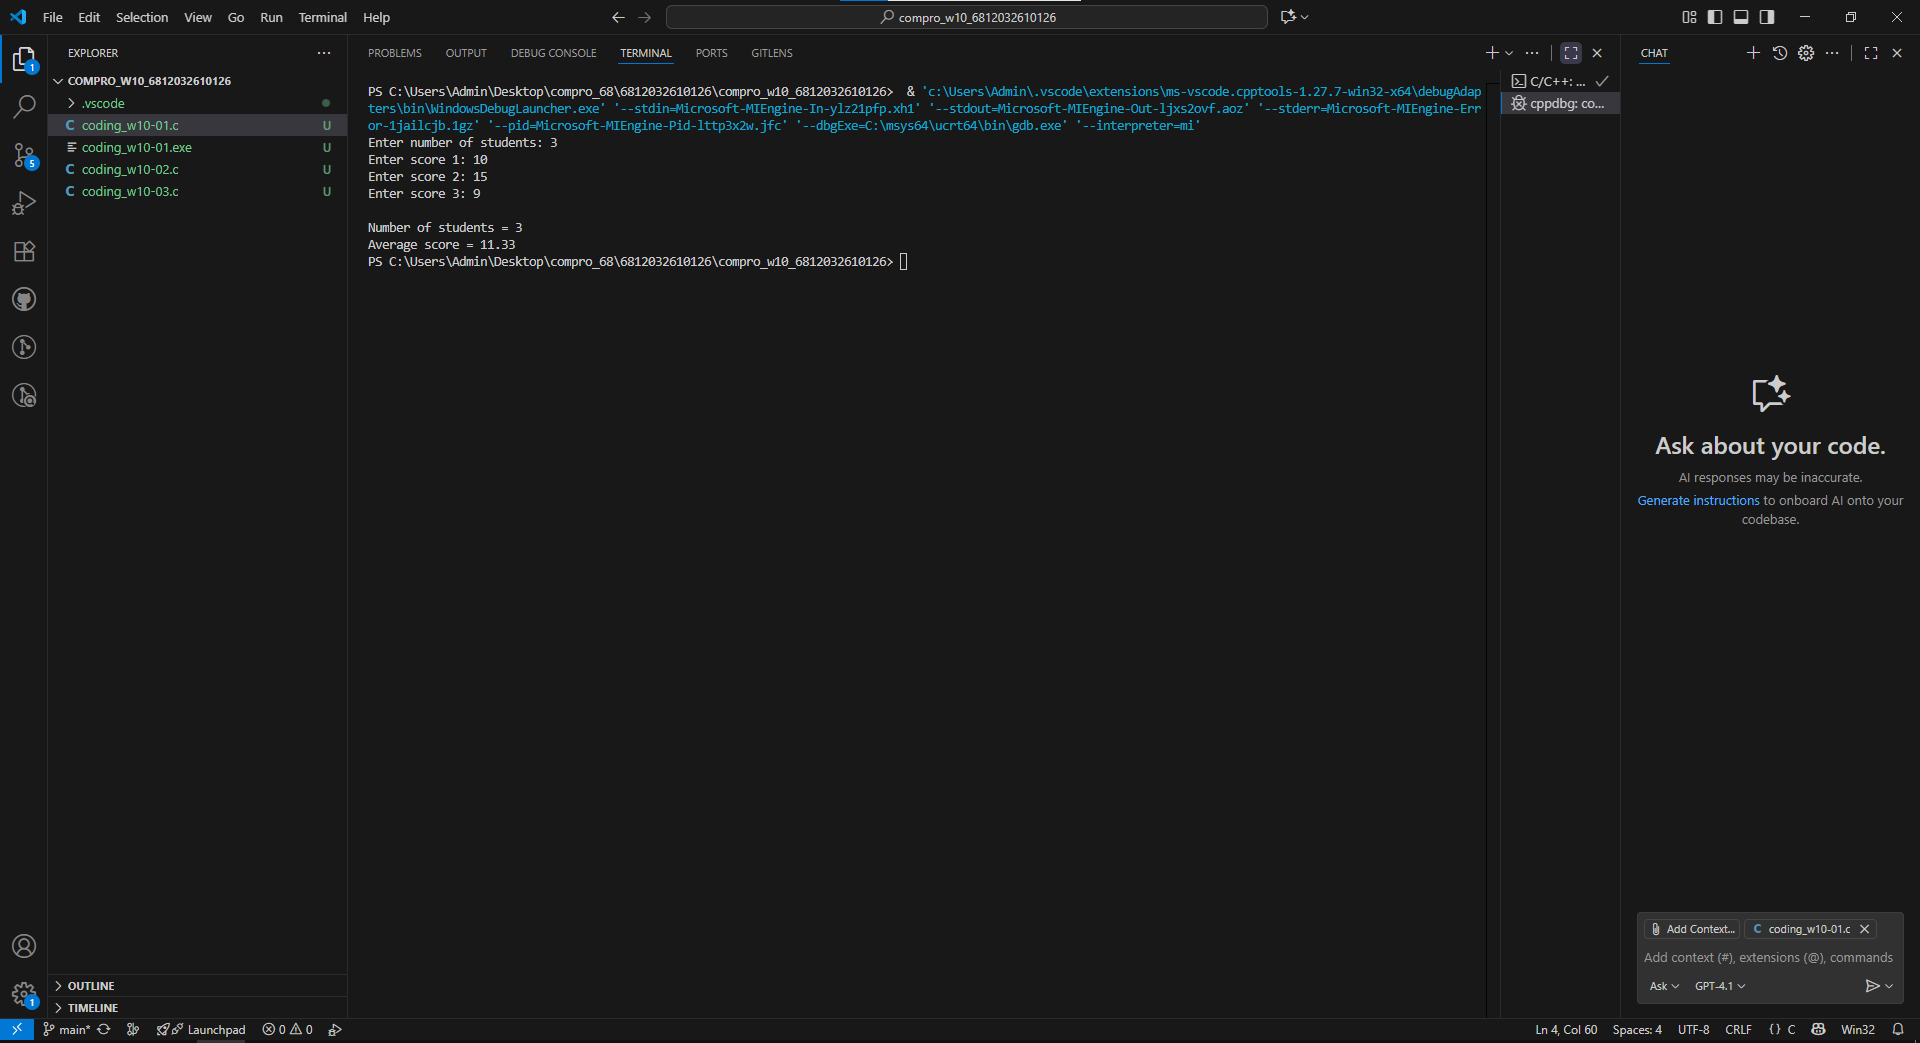 File Edit Selection View Go Run Terminal Help
compro_w10_6812032610126
EXPLORER
COMPRO_W10_6812032610126
.vscode
C coding_w10-01.c U
coding_w10-01.exe U
C coding_w10-02.c U
C coding_w10-03.c U
OUTLINE
TIMELINE
1
5
1
PROBLEMS OUTPUT DEBUG CONSOLE TERMINAL PORTS GITLENS
PS C:\Users\Admin\Desktop\compro_68\6812032610126\compro_w10_6812032610126>  & 'c:\Users\Admin\.vscode\extensions\ms-vscode.cpptools-1.27.7-win32-x64\debugAdap
ters\bin\WindowsDebugLauncher.exe' '--stdin=Microsoft-MIEngine-In-ylz21pfp.xh1' '--stdout=Microsoft-MIEngine-Out-ljxs2ovf.aoz' '--stderr=Microsoft-MIEngine-Err
or-1jailcjb.1gz' '--pid=Microsoft-MIEngine-Pid-lttp3x2w.jfc' '--dbgExe=C:\msys64\ucrt64\bin\gdb.exe' '--interpreter=mi'
Enter number of students: 3
Enter score 1: 10
Enter score 2: 15
Enter score 3: 9
Number of students = 3
Average score = 11.33
PS C:\Users\Admin\Desktop\compro_68\6812032610126\compro_w10_6812032610126>
C/C++: ...
cppdbg: co...
CHAT
Ask about your code.
AI responses may be inaccurate.
Generate instructions to onboard AI onto your
codebase.
Add Context... C coding_w10-01.c
Add context (#), extensions (@), commands
Ask GPT-4.1
main* Launchpad 0 0
Ln 4, Col 60 Spaces: 4 UTF-8 CRLF {} C Win32